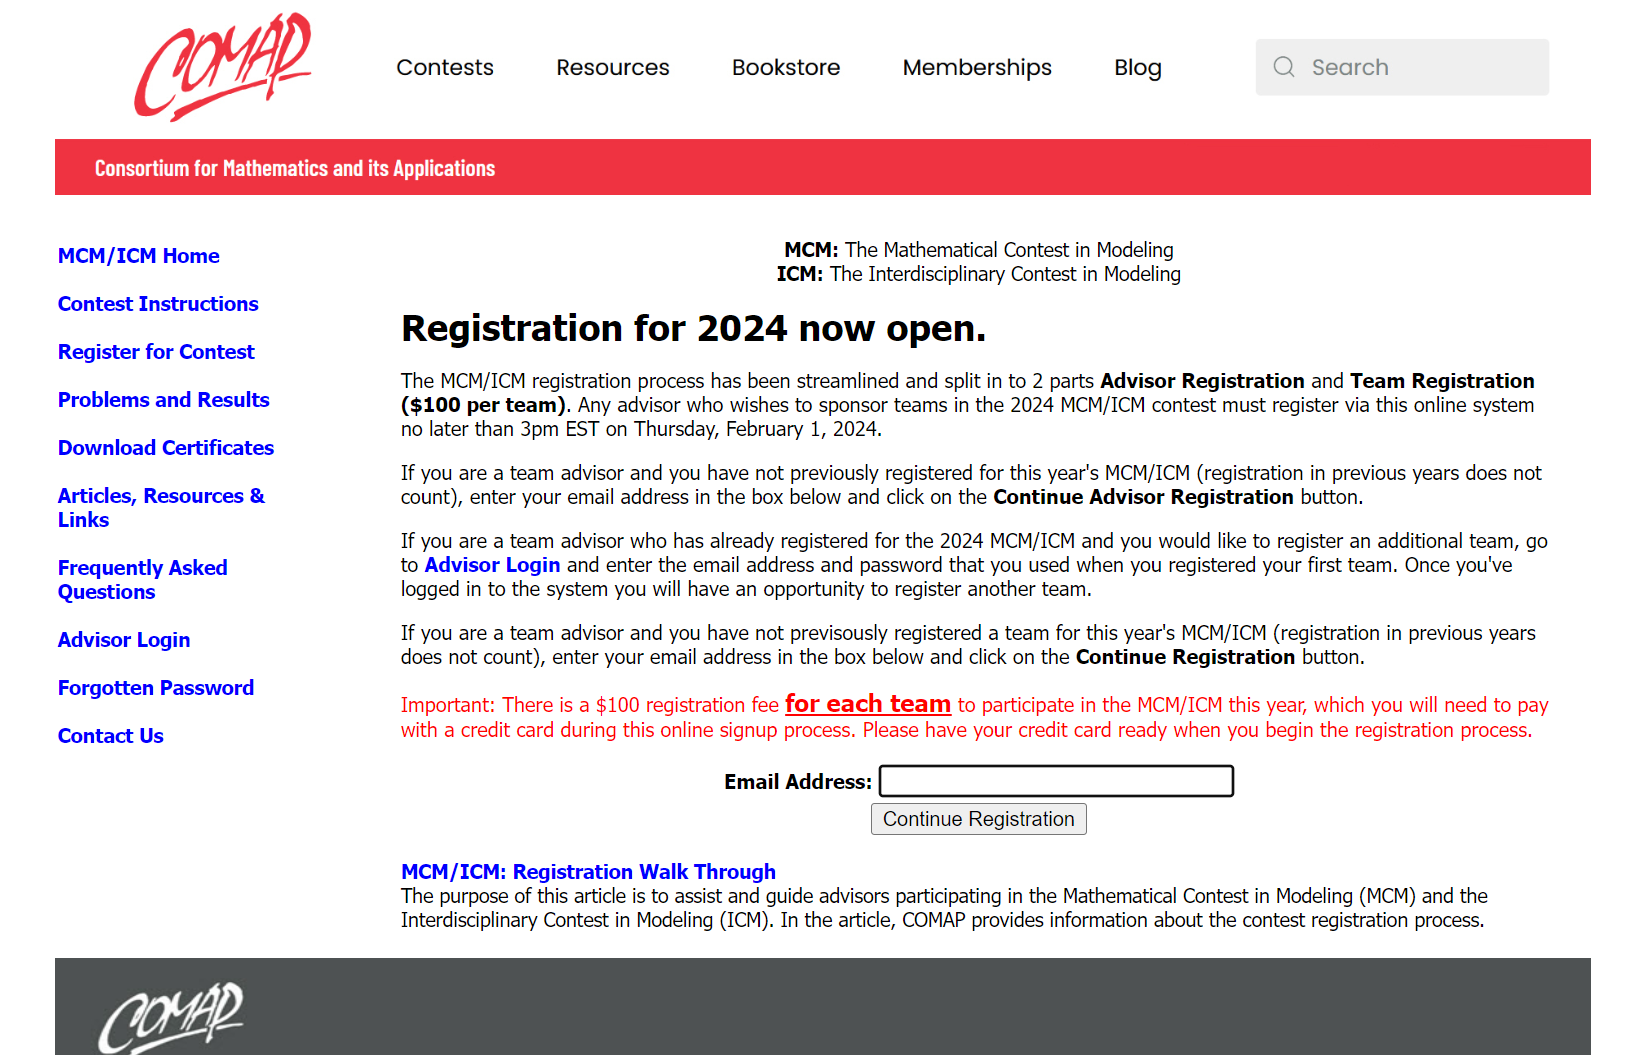 COMAP
Contests
Resources
Bookstore
Memberships
Blog
Search
Consortium for Mathematics and its Applications
MCM/ICM Home
Contest Instructions
Register for Contest
Problems and Results
Download Certificates
Articles, Resources &
Links
Frequently Asked
Questions
Advisor Login
Forgotten Password
Contact Us
MCM: The Mathematical Contest in Modeling
ICM: The Interdisciplinary Contest in Modeling
Registration for 2024 now open.
The MCM/ICM registration process has been streamlined and split in to 2 parts Advisor Registration and Team Registration
($100 per team). Any advisor who wishes to sponsor teams in the 2024 MCM/ICM contest must register via this online system
no later than 3pm EST on Thursday, February 1, 2024.
If you are a team advisor and you have not previously registered for this year's MCM/ICM (registration in previous years does not
count), enter your email address in the box below and click on the Continue Advisor Registration button.
If you are a team advisor who has already registered for the 2024 MCM/ICM and you would like to register an additional team, go
to Advisor Login and enter the email address and password that you used when you registered your first team. Once you've
logged in to the system you will have an opportunity to register another team.
If you are a team advisor and you have not previsously registered a team for this year's MCM/ICM (registration in previous years
does not count), enter your email address in the box below and click on the Continue Registration button.
Important: There is a $100 registration fee for each team to participate in the MCM/ICM this year, which you will need to pay
with a credit card during this online signup process. Please have your credit card ready when you begin the registration process.
Email Address:
Continue Registration
MCM/ICM: Registration Walk Through
The purpose of this article is to assist and guide advisors participating in the Mathematical Contest in Modeling (MCM) and the
Interdisciplinary Contest in Modeling (ICM). In the article, COMAP provides information about the contest registration process.
COMAP